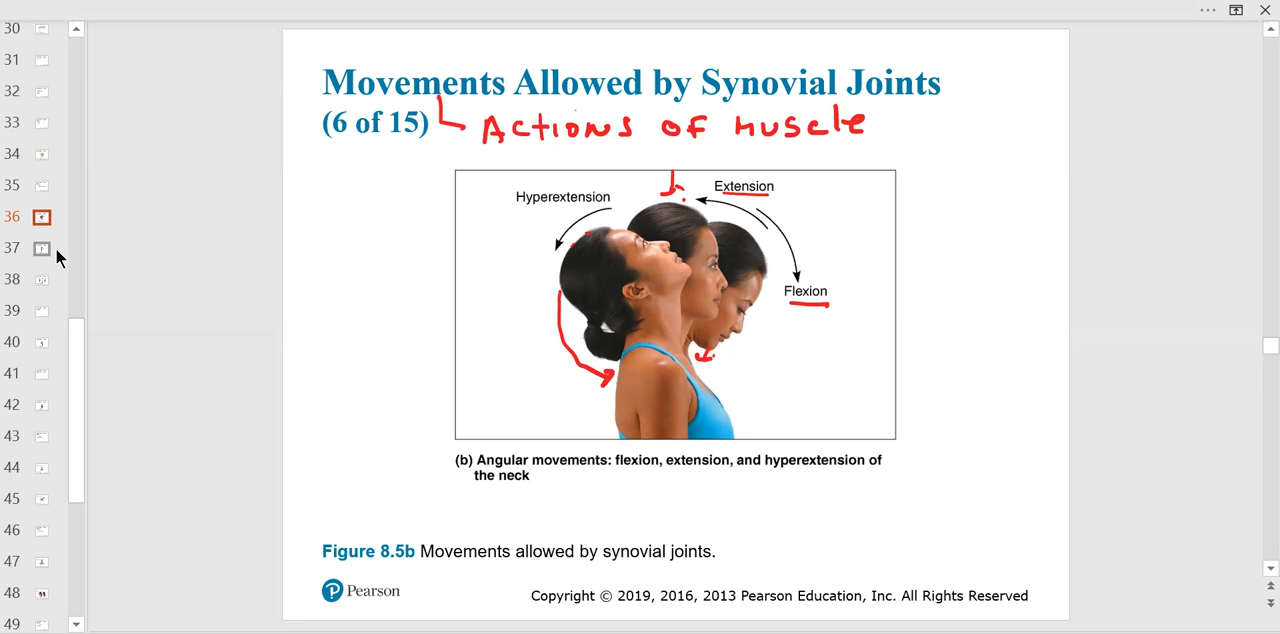 30
31
32
33
34
35
36
37
38
39
40
41
42
43
44
45
46
47
48
49
Movements Allowed by Synovial Joints
(6 of 15)
Actions of muscle
Extension
Hyperextension
Flexion
(b) Angular movements: flexion, extension, and hyperextension of
the neck
Figure 8.5b Movements allowed by synovial joints.
P Pearson
Copyright © 2019, 2016, 2013 Pearson Education, Inc. All Rights Reserved